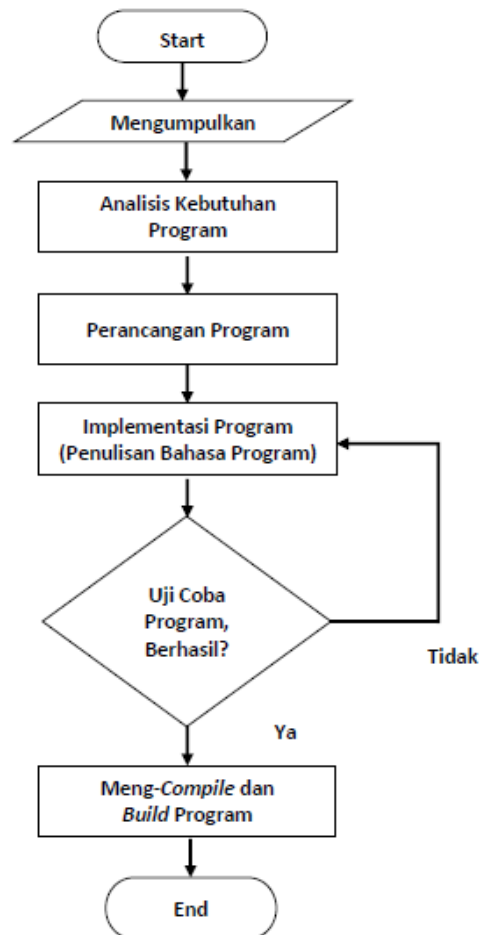 Start
Mengumpulkan
Analisis Kebutuhan
Program
Perancangan Program
Implementasi Program
(Penulisan Bahasa Program)
Uji Coba
Program,
Berhasil?
Tidak
Ya
Meng-Compile dan
Build Program
End